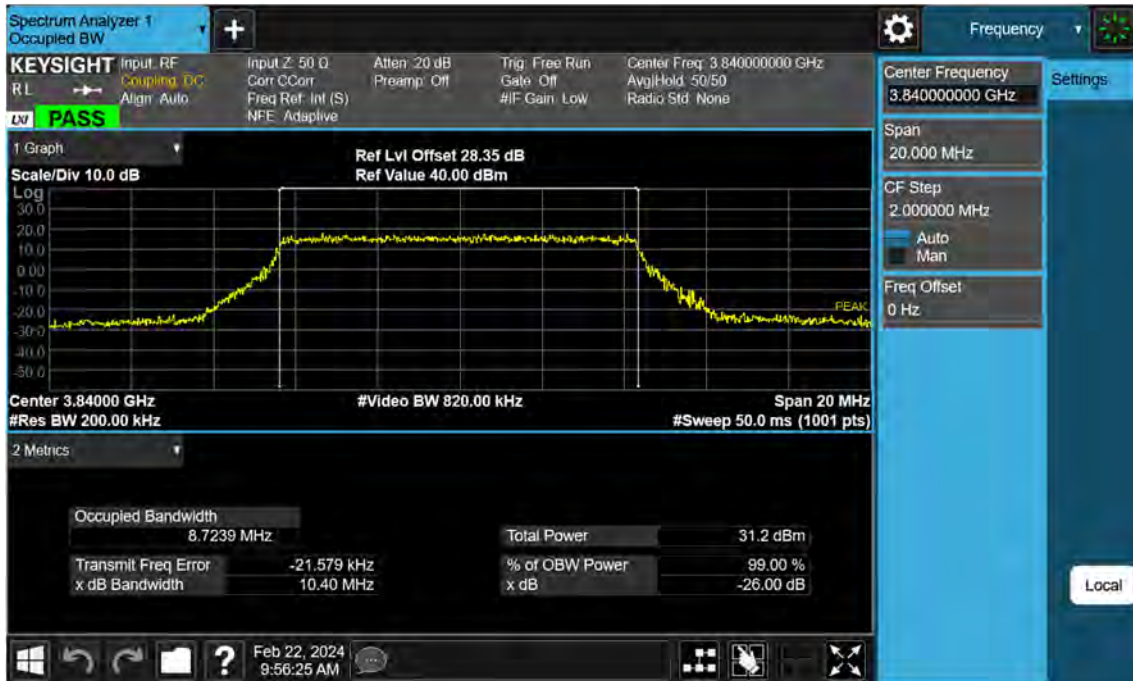 Spectrum Analyzer 1
Occupied BW
+
Frequency
KEYSIGHT
RL
LXI
PASS
Input: RF
Coupling: DC
Align: Auto
Input Z: 50 Ω
Corr CCorr
Freq Ref: Int (S)
NFE: Adaptive
Atten: 20 dB
Preamp: Off
Trig: Free Run
Gate: Off
#IF Gain: Low
Center Freq: 3.840000000 GHz
Avg|Hold: 50/50
Radio Std: None
1 Graph
Scale/Div 10.0 dB
Ref Lvl Offset 28.35 dB
Ref Value 40.00 dBm
Log
30.0
20.0
10.0
0.00
-10.0
-20.0
-30.0
-40.0
-50.0
PEAK
Center 3.84000 GHz
#Video BW 820.00 kHz
Span 20 MHz
#Res BW 200.00 kHz
#Sweep 50.0 ms (1001 pts)
2 Metrics
Occupied Bandwidth
8.7239 MHz
Total Power 31.2 dBm
Transmit Freq Error -21.579 kHz
% of OBW Power 99.00 %
x dB Bandwidth 10.40 MHz
x dB -26.00 dB
Center Frequency
3.840000000 GHz
Settings
Span
20.000 MHz
CF Step
2.000000 MHz
Auto
Man
Freq Offset
0 Hz
Local
?
Feb 22, 2024
9:56:25 AM